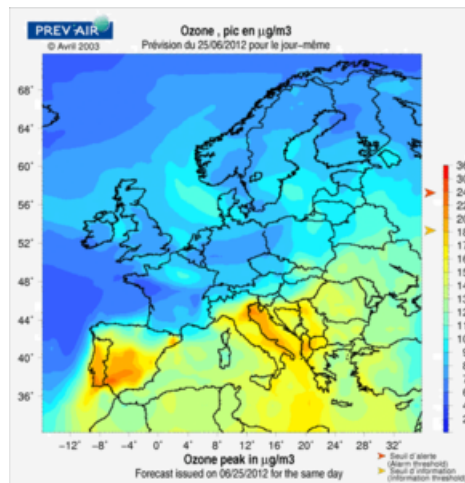 PREV'AIR
© Avril 2003
Ozone , pic en µg/m3
Prévision du 25/06/2012 pour le jour-même
68°
64°
60°
56°
52°
48°
44°
40°
36°
-12° -8° -4° 0° 4° 8° 12° 16° 20° 24° 28° 32°
Ozone peak in µg/m3
Forecast issued on 06/25/2012 for the same day
Seuil d'alerte
(Alarm threshold)
Seuil d'information
(Information threshold)